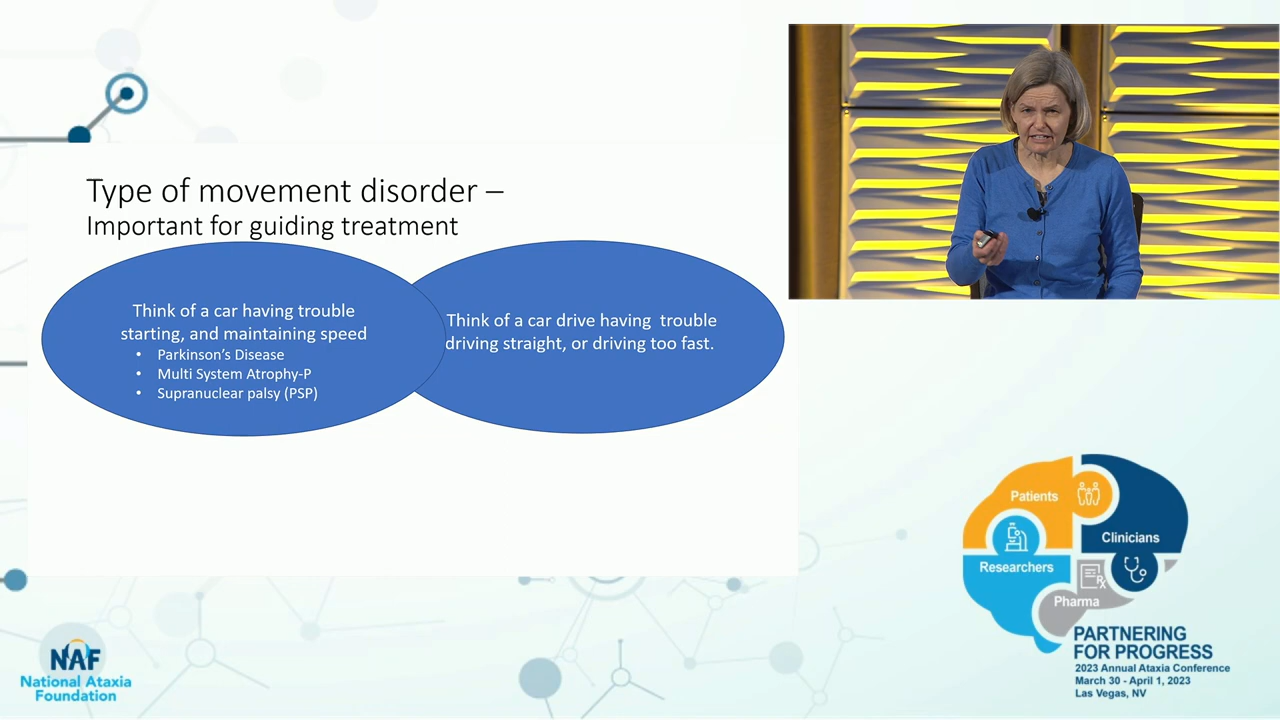 Type of movement disorder –
Important for guiding treatment
Think of a car having trouble
starting, and maintaining speed
• Parkinson's Disease
• Multi System Atrophy-P
• Supranuclear palsy (PSP)
Think of a car drive having trouble
driving straight, or driving too fast.
Patients
Clinicians
Researchers
Rx
Pharma
PARTNERING
FOR PROGRESS
2023 Annual Ataxia Conference
March 30 - April 1, 2023
Las Vegas, NV
NAF
National Ataxia
Foundation